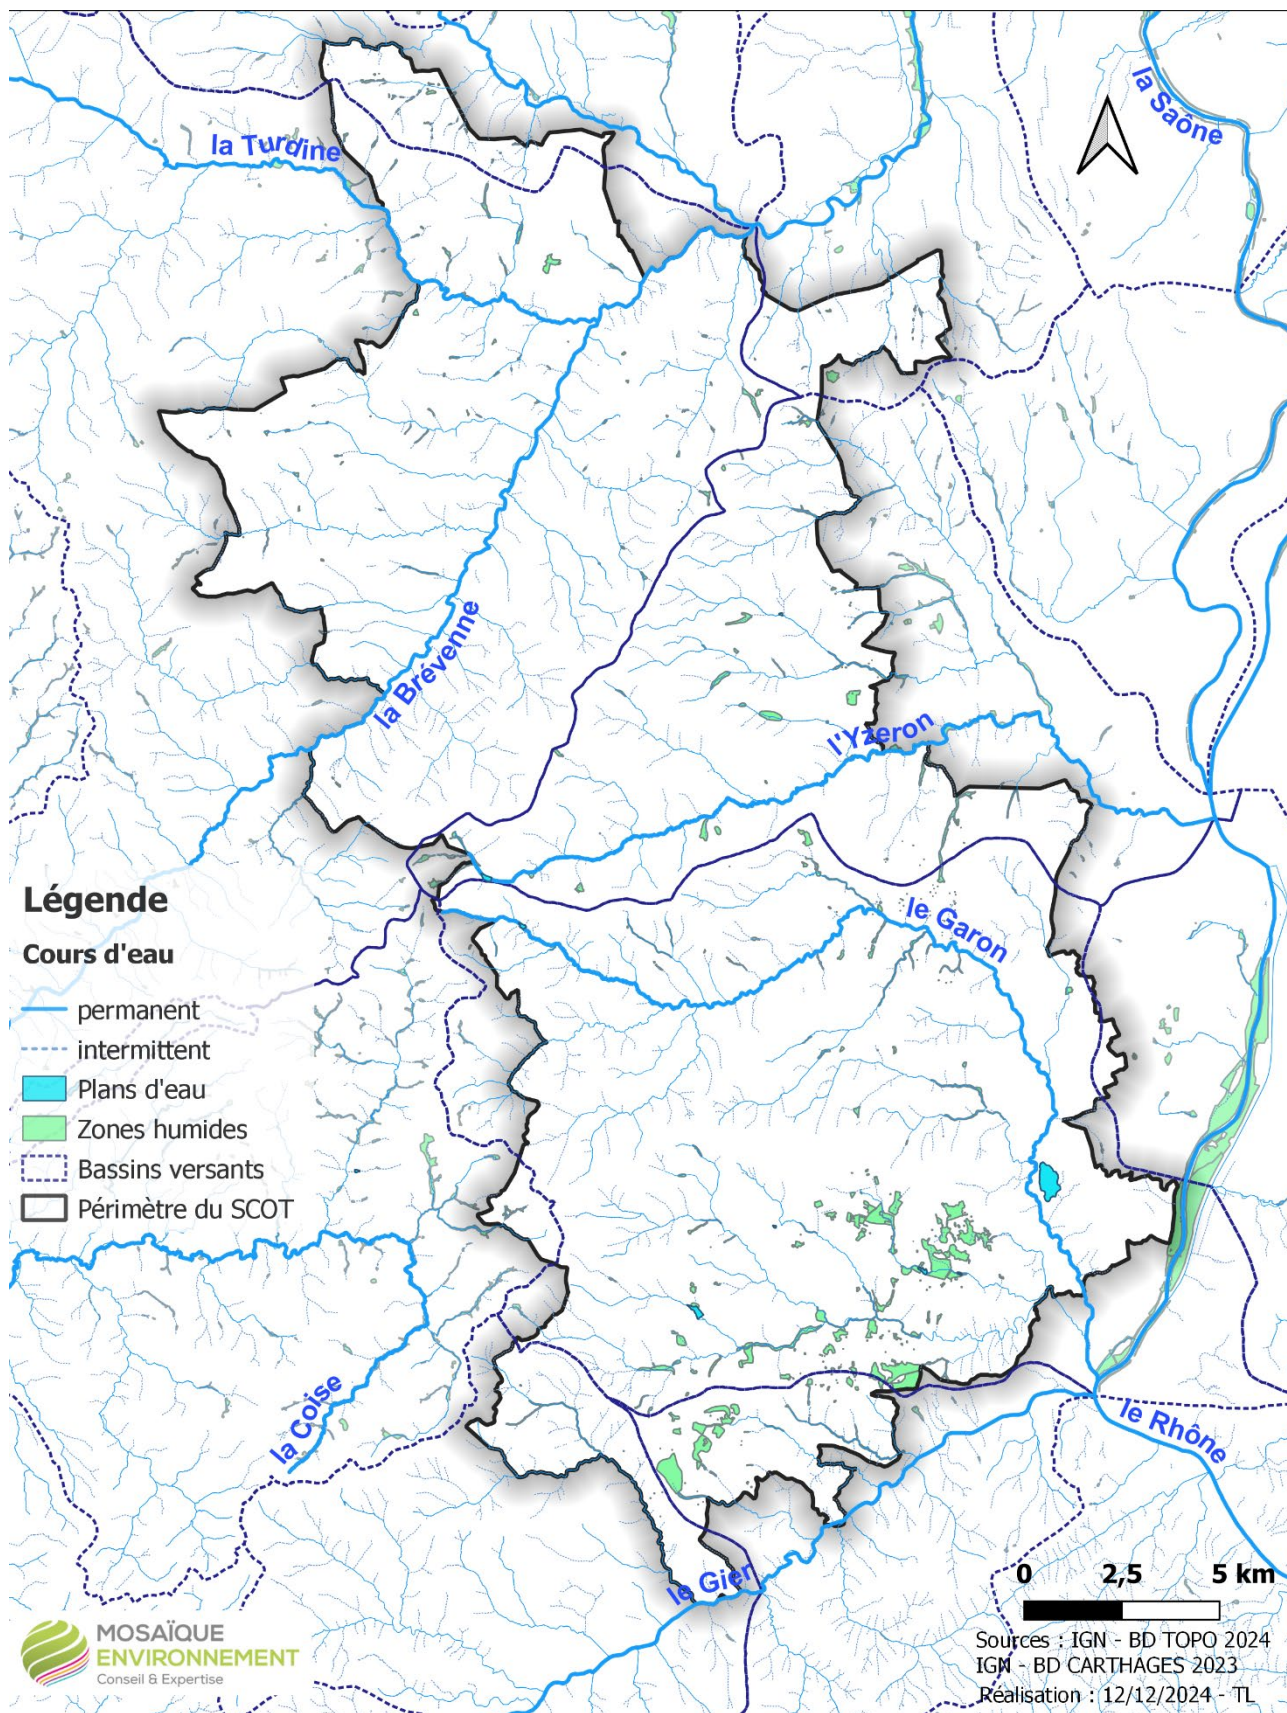 la Saône
la Turdine
la Brévenne
l'Yzeron
le Garon
Légende
Cours d'eau
permanent
intermittent
Plans d'eau
Zones humides
Bassins versants
Périmètre du SCOT
la Coise
le Rhône
le Gier
0 2,5 5 km
MOSAÏQUE
ENVIRONNEMENT
Conseil & Expertise
Sources : IGN - BD TOPO 2024
IGN - BD CARTHAGES 2023
Réalisation : 12/12/2024 - TL